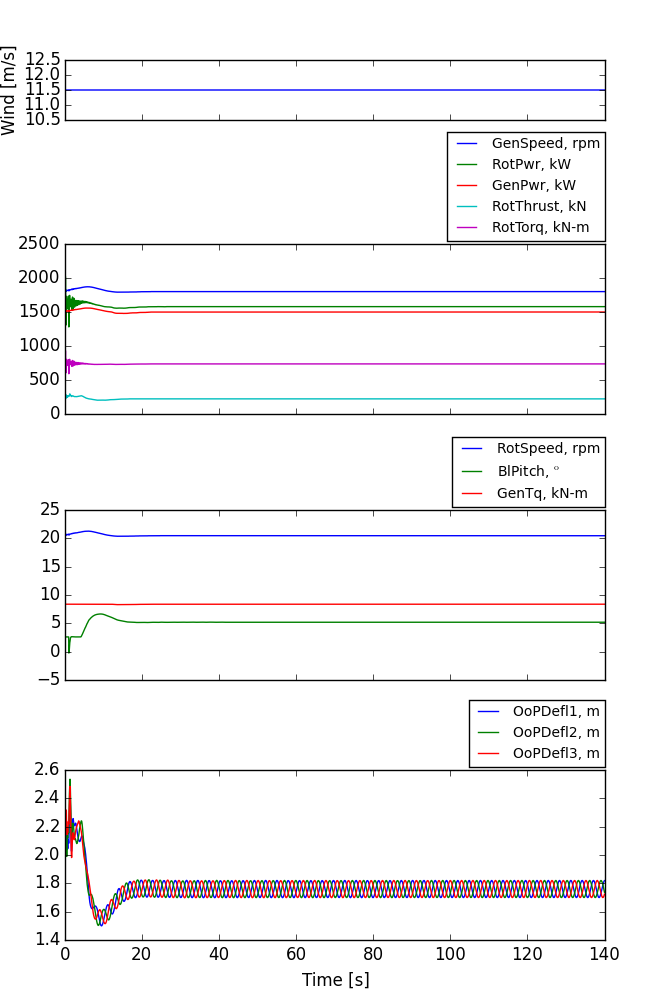 Wind [m/s]
12.5
12.0
11.5
11.0
10.5
GenSpeed, rpm
RotPwr, kW
GenPwr, kW
RotThrust, kN
RotTorq, kN-m
2500
2000
1500
1000
500
0
RotSpeed, rpm
BlPitch, °
GenTq, kN-m
25
20
15
10
5
0
−5
OoPDefl1, m
OoPDefl2, m
OoPDefl3, m
2.6
2.4
2.2
2.0
1.8
1.6
1.4
0 20 40 60 80 100 120 140
Time [s]